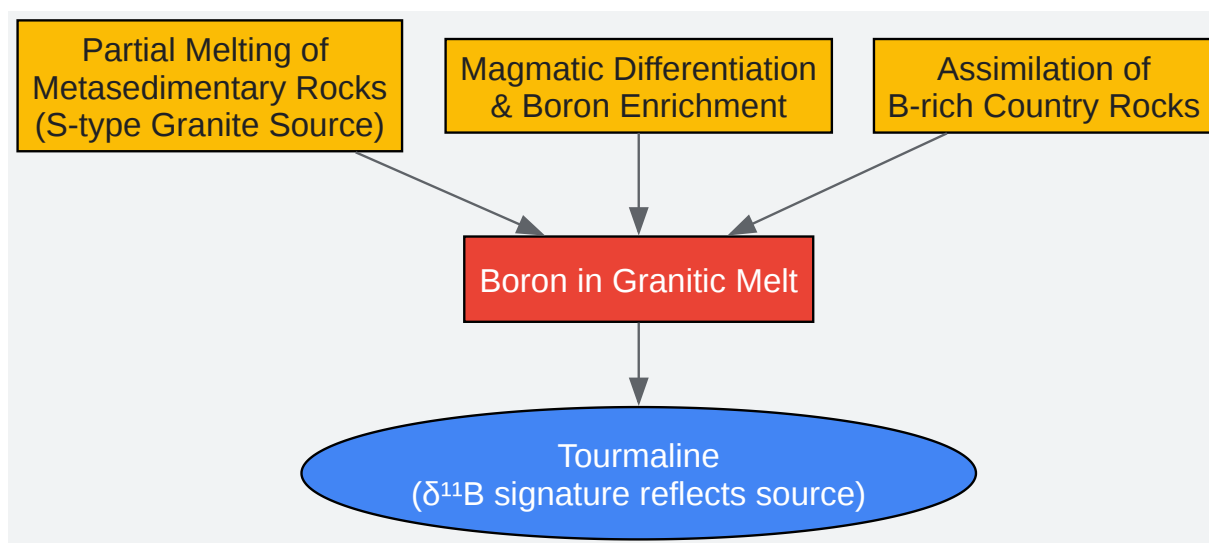 Partial Melting of
Metasedimentary Rocks
(S-type Granite Source)
Magmatic Differentiation
& Boron Enrichment
Assimilation of
B-rich Country Rocks
Boron in Granitic Melt
Tourmaline
(δ¹¹B signature reflects source)